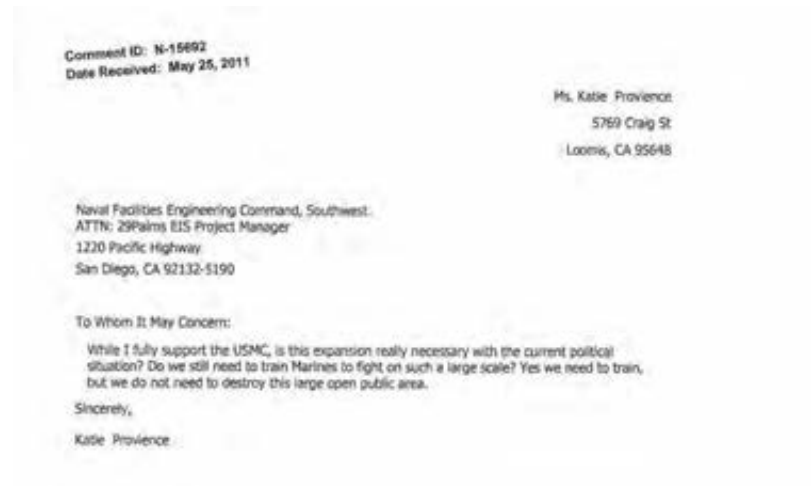 Comment ID: N-15692
Date Received: May 25, 2011
Ms. Katie Provience
5769 Craig St
Loomis, CA 95648
Naval Facilities Engineering Command, Southwest.
ATTN: 29Palms EIS Project Manager
1220 Pacific Highway
San Diego, CA 92132-5190
To Whom It May Concern:
While I fully support the USMC, is this expansion really necessary with the current political
situation? Do we still need to train Marines to fight on such a large scale? Yes we need to train,
but we do not need to destroy this large open public area.
Sincerely,
Katie Provience